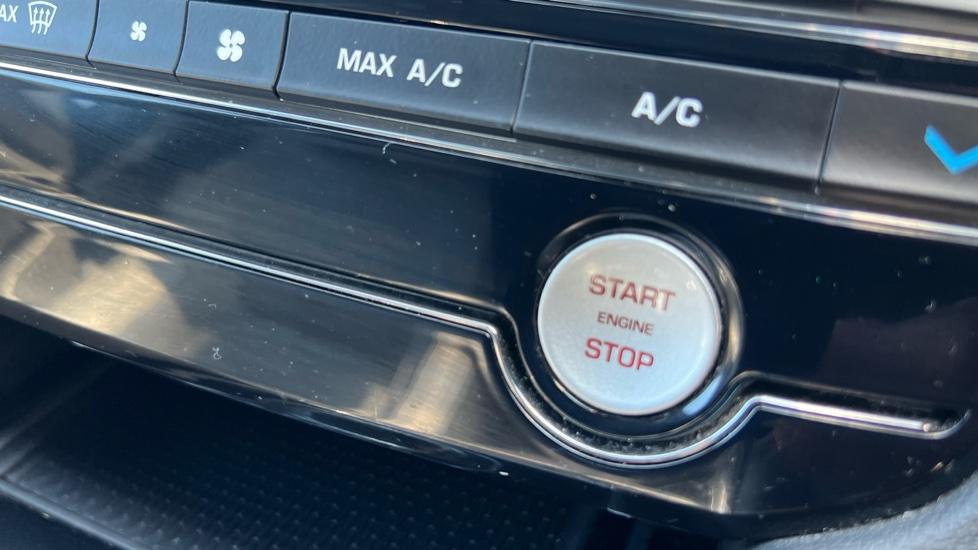 MAX A/C
A/C
START
ENGINE
STOP